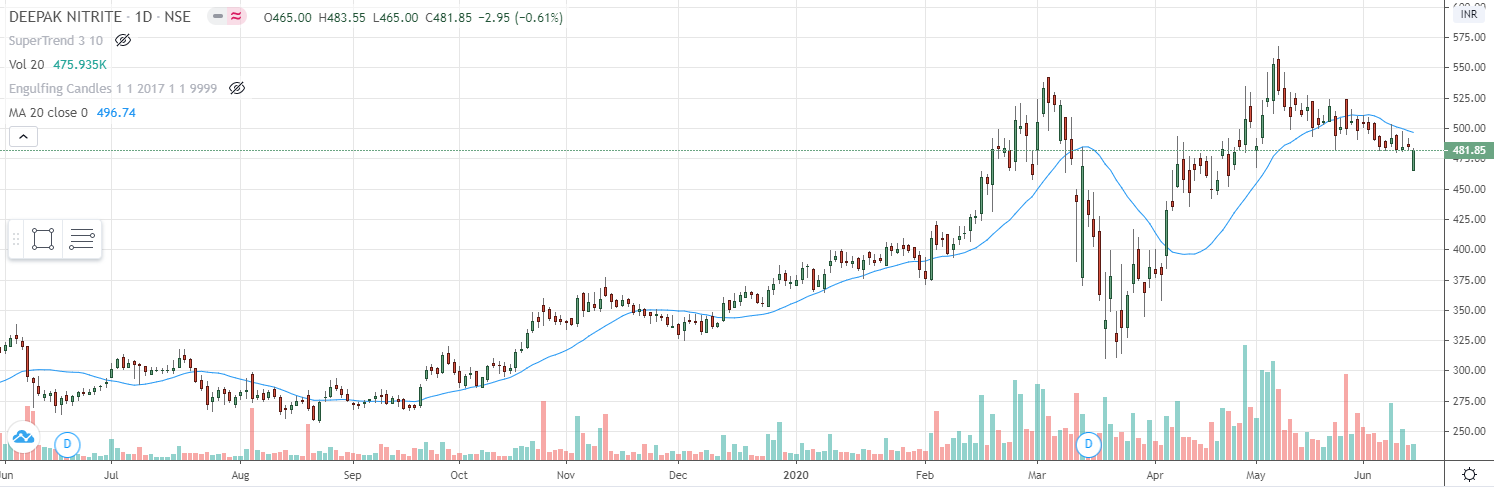 DEEPAK NITRITE · 1D · NSE O465.00 H483.55 L465.00 C481.85 −2.95 (−0.61%)
SuperTrend 3 10
Vol 20 475.935K
Engulfing Candles 1 1 2017 1 1 9999
MA 20 close 0 496.74
INR
600.00
575.00
550.00
525.00
500.00
481.85
475.00
450.00
425.00
400.00
375.00
350.00
325.00
300.00
275.00
250.00
D D
Jun Jul Aug Sep Oct Nov Dec 2020 Feb Mar Apr May Jun